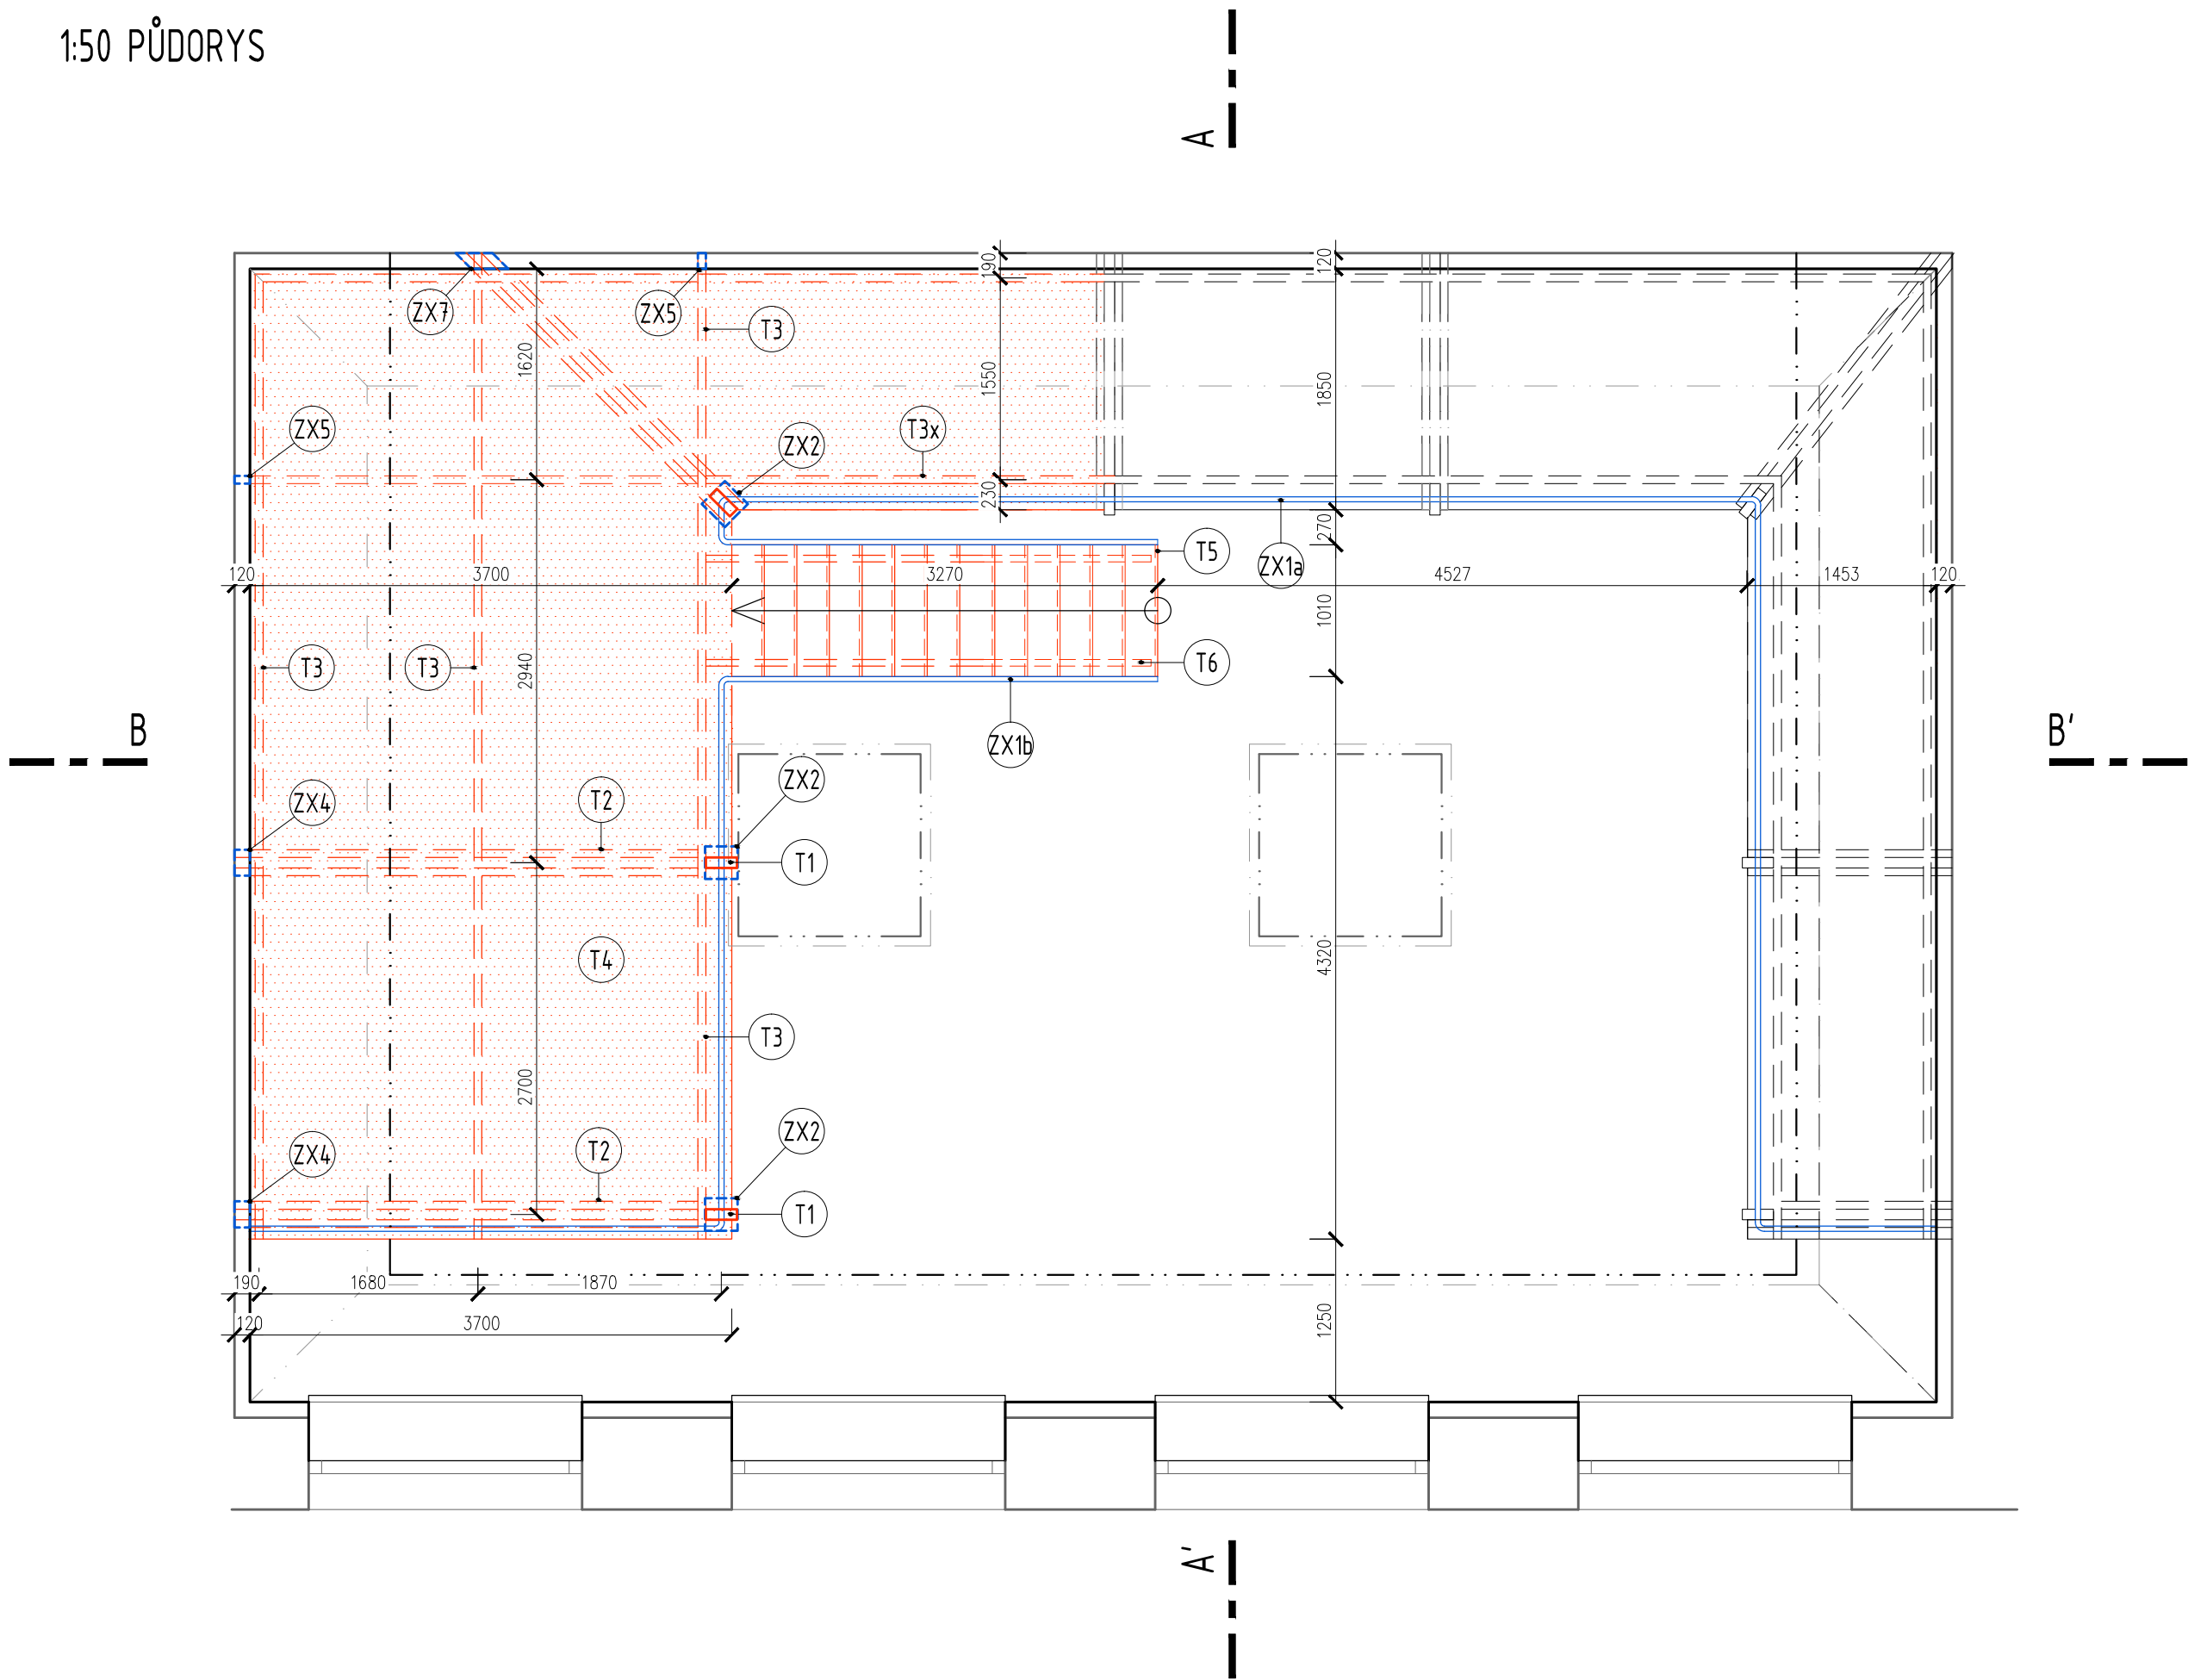 1:50 PŮDORYS
A
190
120
ZX7
ZX5
T3
1620
1550
1850
ZX5
T3x
ZX2
230
270
T5
ZX1a
120
3700
3270
4527
1453
120
1010
T3
T3
2940
T6
B
B'
ZX1b
ZX4
T2
ZX2
T1
T4
4320
T3
2700
ZX4
T2
ZX2
T1
190
1680
1870
120
3700
1250
A'